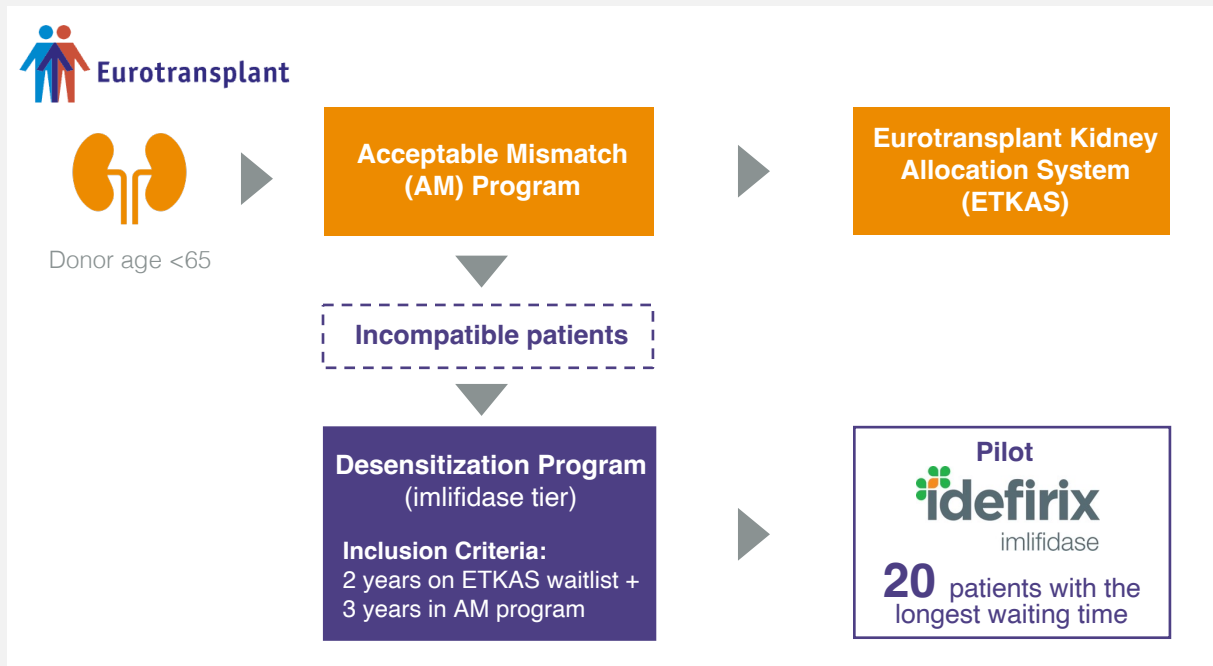 Eurotransplant
Donor age <65
Acceptable Mismatch
(AM) Program
Eurotransplant Kidney
Allocation System
(ETKAS)
Incompatible patients
Desensitization Program
(imlifidase tier)
Inclusion Criteria:
2 years on ETKAS waitlist +
3 years in AM program
Pilot
idefirix
imlifidase
20 patients with the
longest waiting time